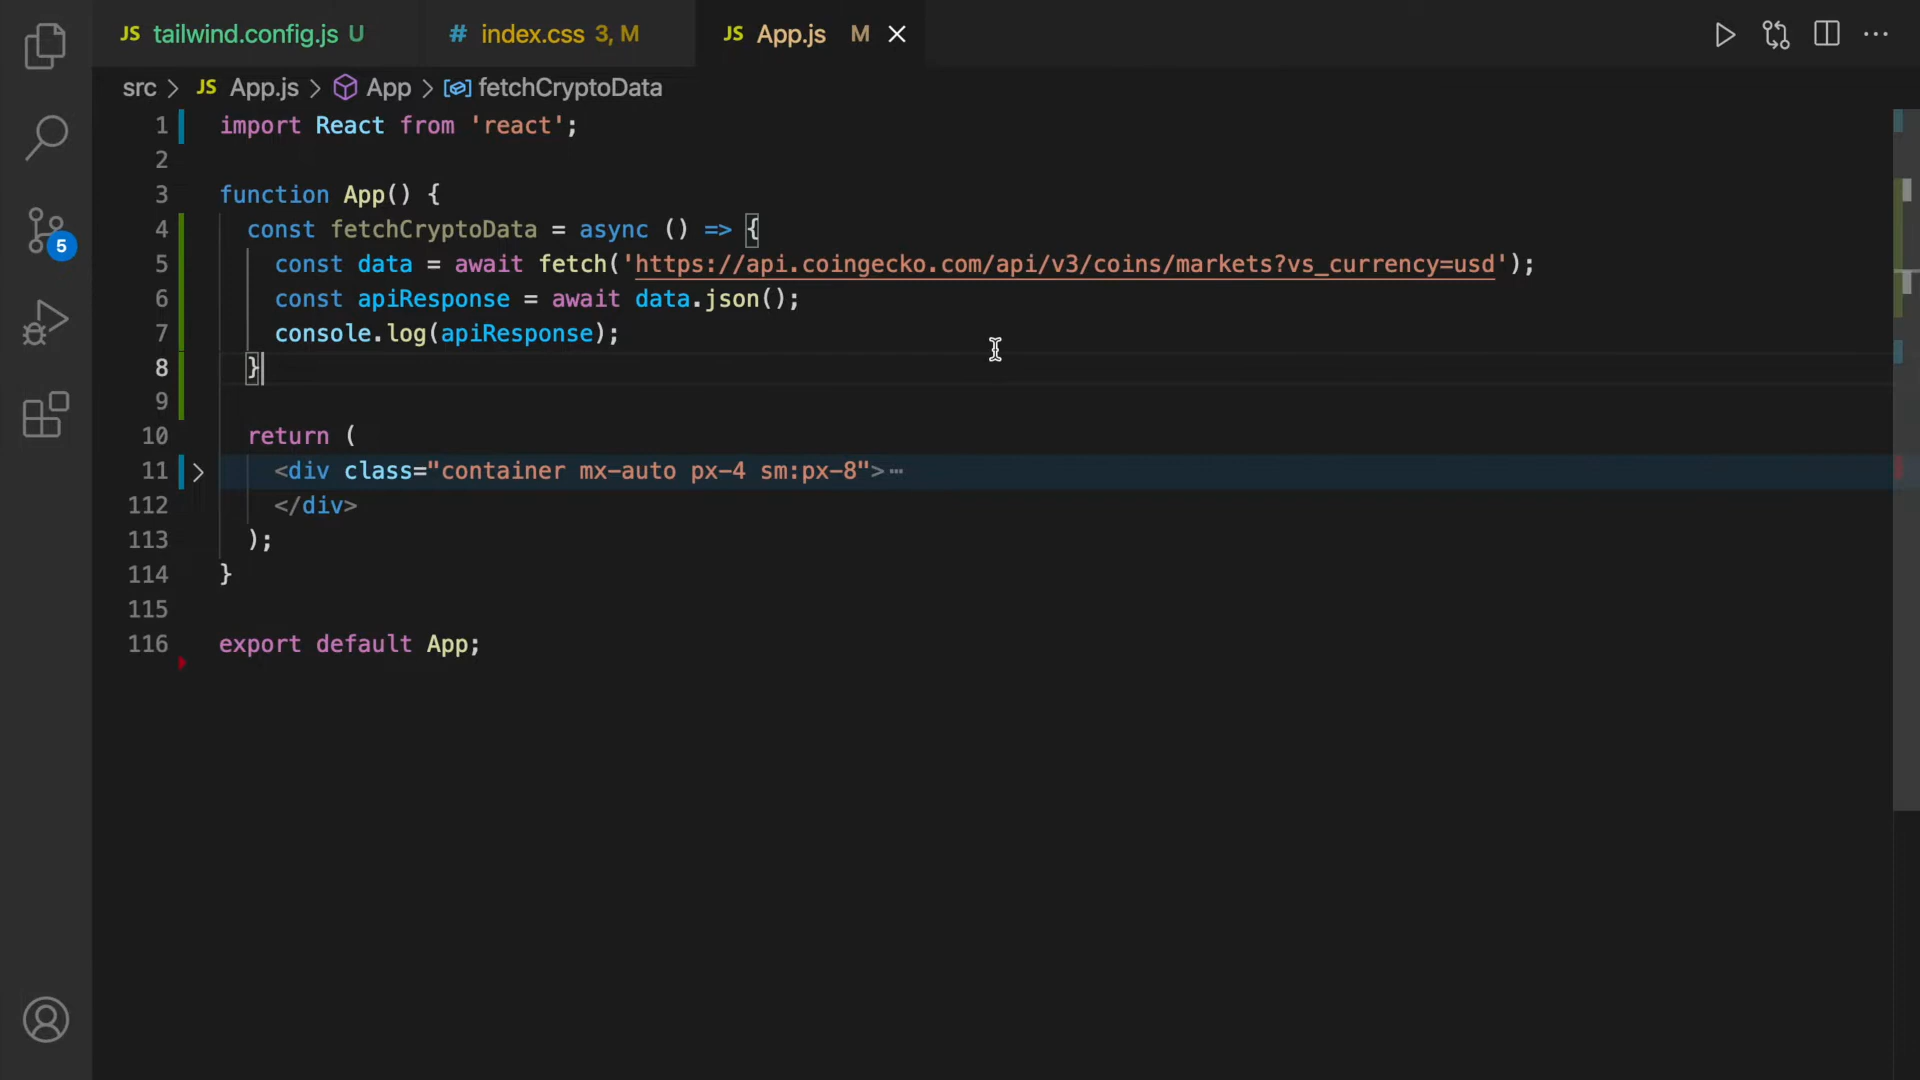 JS tailwind.config.js U # index.css 3, M JS App.js M
src > JS App.js > App > fetchCryptoData
1 import React from 'react';
2
3 function App() {
4 const fetchCryptoData = async () => {
5 const data = await fetch('https://api.coingecko.com/api/v3/coins/markets?vs_currency=usd');
6 const apiResponse = await data.json();
7 console.log(apiResponse);
8 }
9
10 return (
11 <div class="container mx-auto px-4 sm:px-8">⋯
112 </div>
113 );
114 }
115
116 export default App;
5